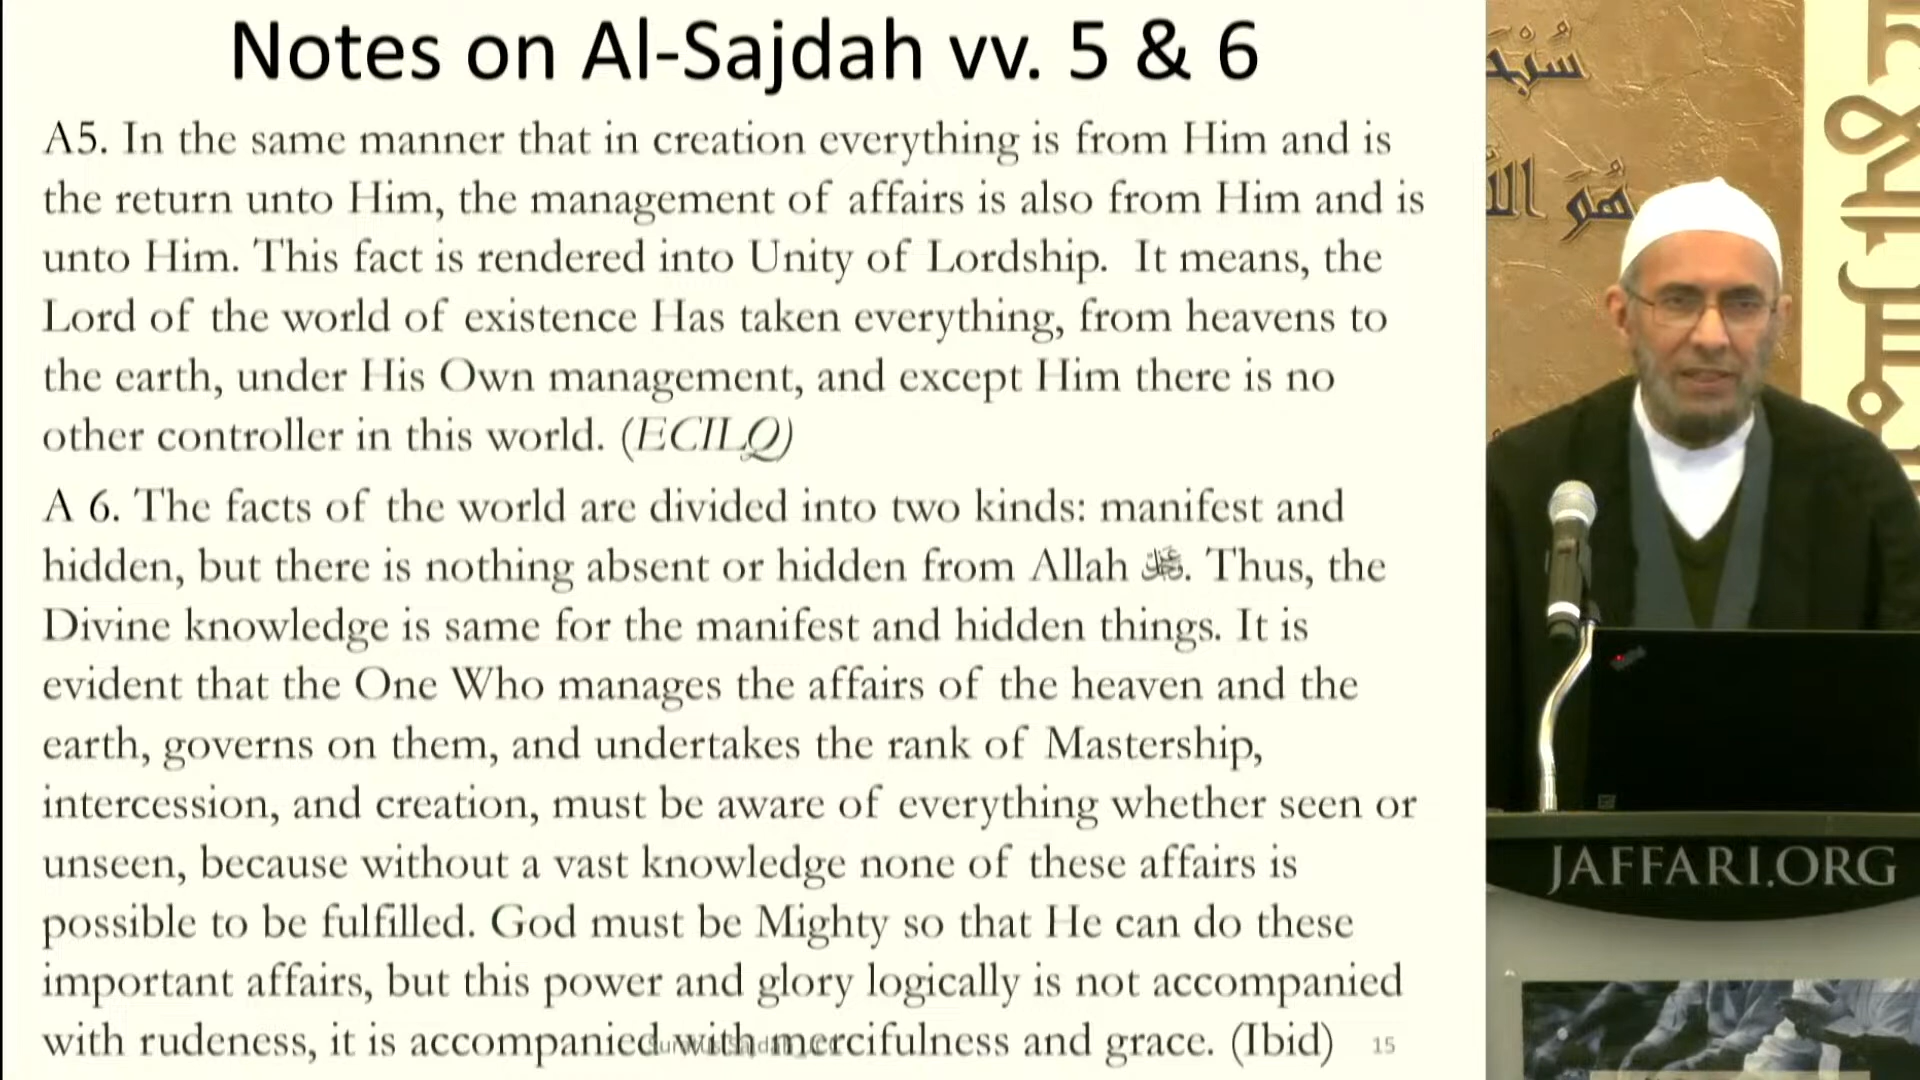 Notes on Al-Sajdah vv. 5 & 6
A5. In the same manner that in creation everything is from Him and is
the return unto Him, the management of affairs is also from Him and is
unto Him. This fact is rendered into Unity of Lordship. It means, the
Lord of the world of existence Has taken everything, from heavens to
the earth, under His Own management, and except Him there is no
other controller in this world. (ECILQ)
A 6. The facts of the world are divided into two kinds: manifest and
hidden, but there is nothing absent or hidden from Allah ﷻ. Thus, the
Divine knowledge is same for the manifest and hidden things. It is
evident that the One Who manages the affairs of the heaven and the
earth, governs on them, and undertakes the rank of Mastership,
intercession, and creation, must be aware of everything whether seen or
unseen, because without a vast knowledge none of these affairs is
possible to be fulfilled. God must be Mighty so that He can do these
important affairs, but this power and glory logically is not accompanied
with rudeness, it is accompanied with mercifulness and grace. (Ibid)
15
هُوَ
JAFFARI.ORG